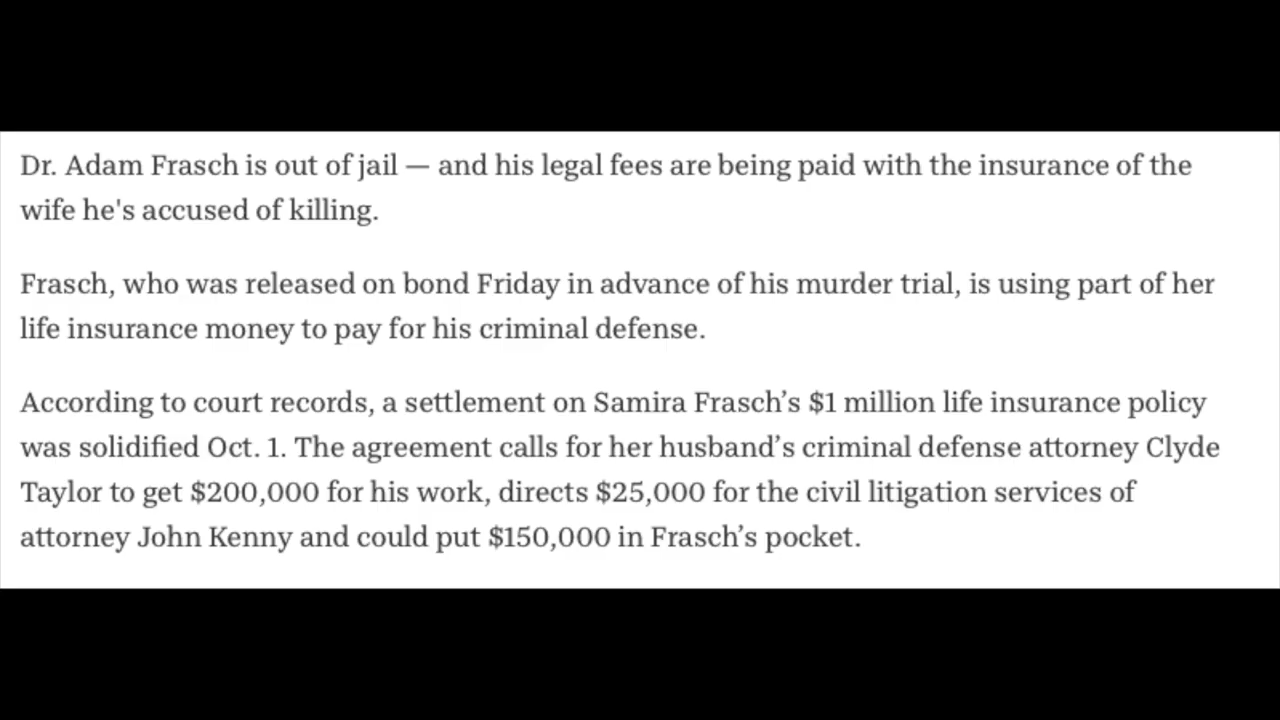 Dr. Adam Frasch is out of jail — and his legal fees are being paid with the insurance of the
wife he's accused of killing.
Frasch, who was released on bond Friday in advance of his murder trial, is using part of her
life insurance money to pay for his criminal defense.
According to court records, a settlement on Samira Frasch’s $1 million life insurance policy
was solidified Oct. 1. The agreement calls for her husband’s criminal defense attorney Clyde
Taylor to get $200,000 for his work, directs $25,000 for the civil litigation services of
attorney John Kenny and could put $150,000 in Frasch’s pocket.